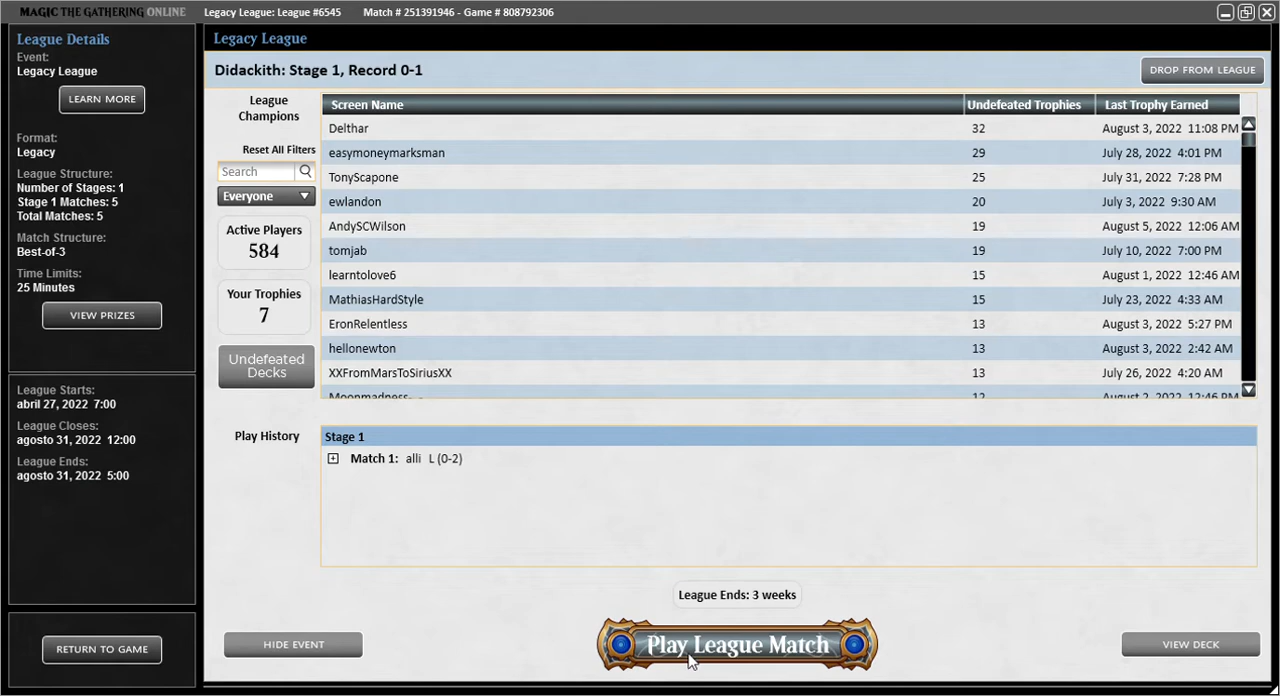 MAGIC THE GATHERING ONLINE
Legacy League: League #6545
Match # 251391946 - Game # 808792306
League Details
Event:
Legacy League
LEARN MORE
Format:
Legacy
League Structure:
Number of Stages: 1
Stage 1 Matches: 5
Total Matches: 5
Match Structure:
Best-of-3
Time Limits:
25 Minutes
VIEW PRIZES
League Starts:
abril 27, 2022 7:00
League Closes:
agosto 31, 2022 12:00
League Ends:
agosto 31, 2022 5:00
RETURN TO GAME
Legacy League
Didackith: Stage 1, Record 0-1
DROP FROM LEAGUE
League
Champions
Reset All Filters
Search
Everyone
Active Players
584
Your Trophies
7
Undefeated
Decks
Screen Name Undefeated Trophies Last Trophy Earned
Delthar 32 August 3, 2022 11:08 PM
easymoneymarksman 29 July 28, 2022 4:01 PM
TonyScapone 25 July 31, 2022 7:28 PM
ewlandon 20 July 3, 2022 9:30 AM
AndySCWilson 19 August 5, 2022 12:06 AM
tomjab 19 July 10, 2022 7:00 PM
learntolove6 15 August 1, 2022 12:46 AM
MathiasHardStyle 15 July 23, 2022 4:33 AM
EronRelentless 13 August 3, 2022 5:27 PM
hellonewton 13 August 3, 2022 2:42 AM
XXFromMarsToSiriusXX 13 July 26, 2022 4:20 AM
12 August 2, 2022 12:46 PM
Play History
Stage 1
Match 1: alli L (0-2)
League Ends: 3 weeks
HIDE EVENT
Play League Match
VIEW DECK